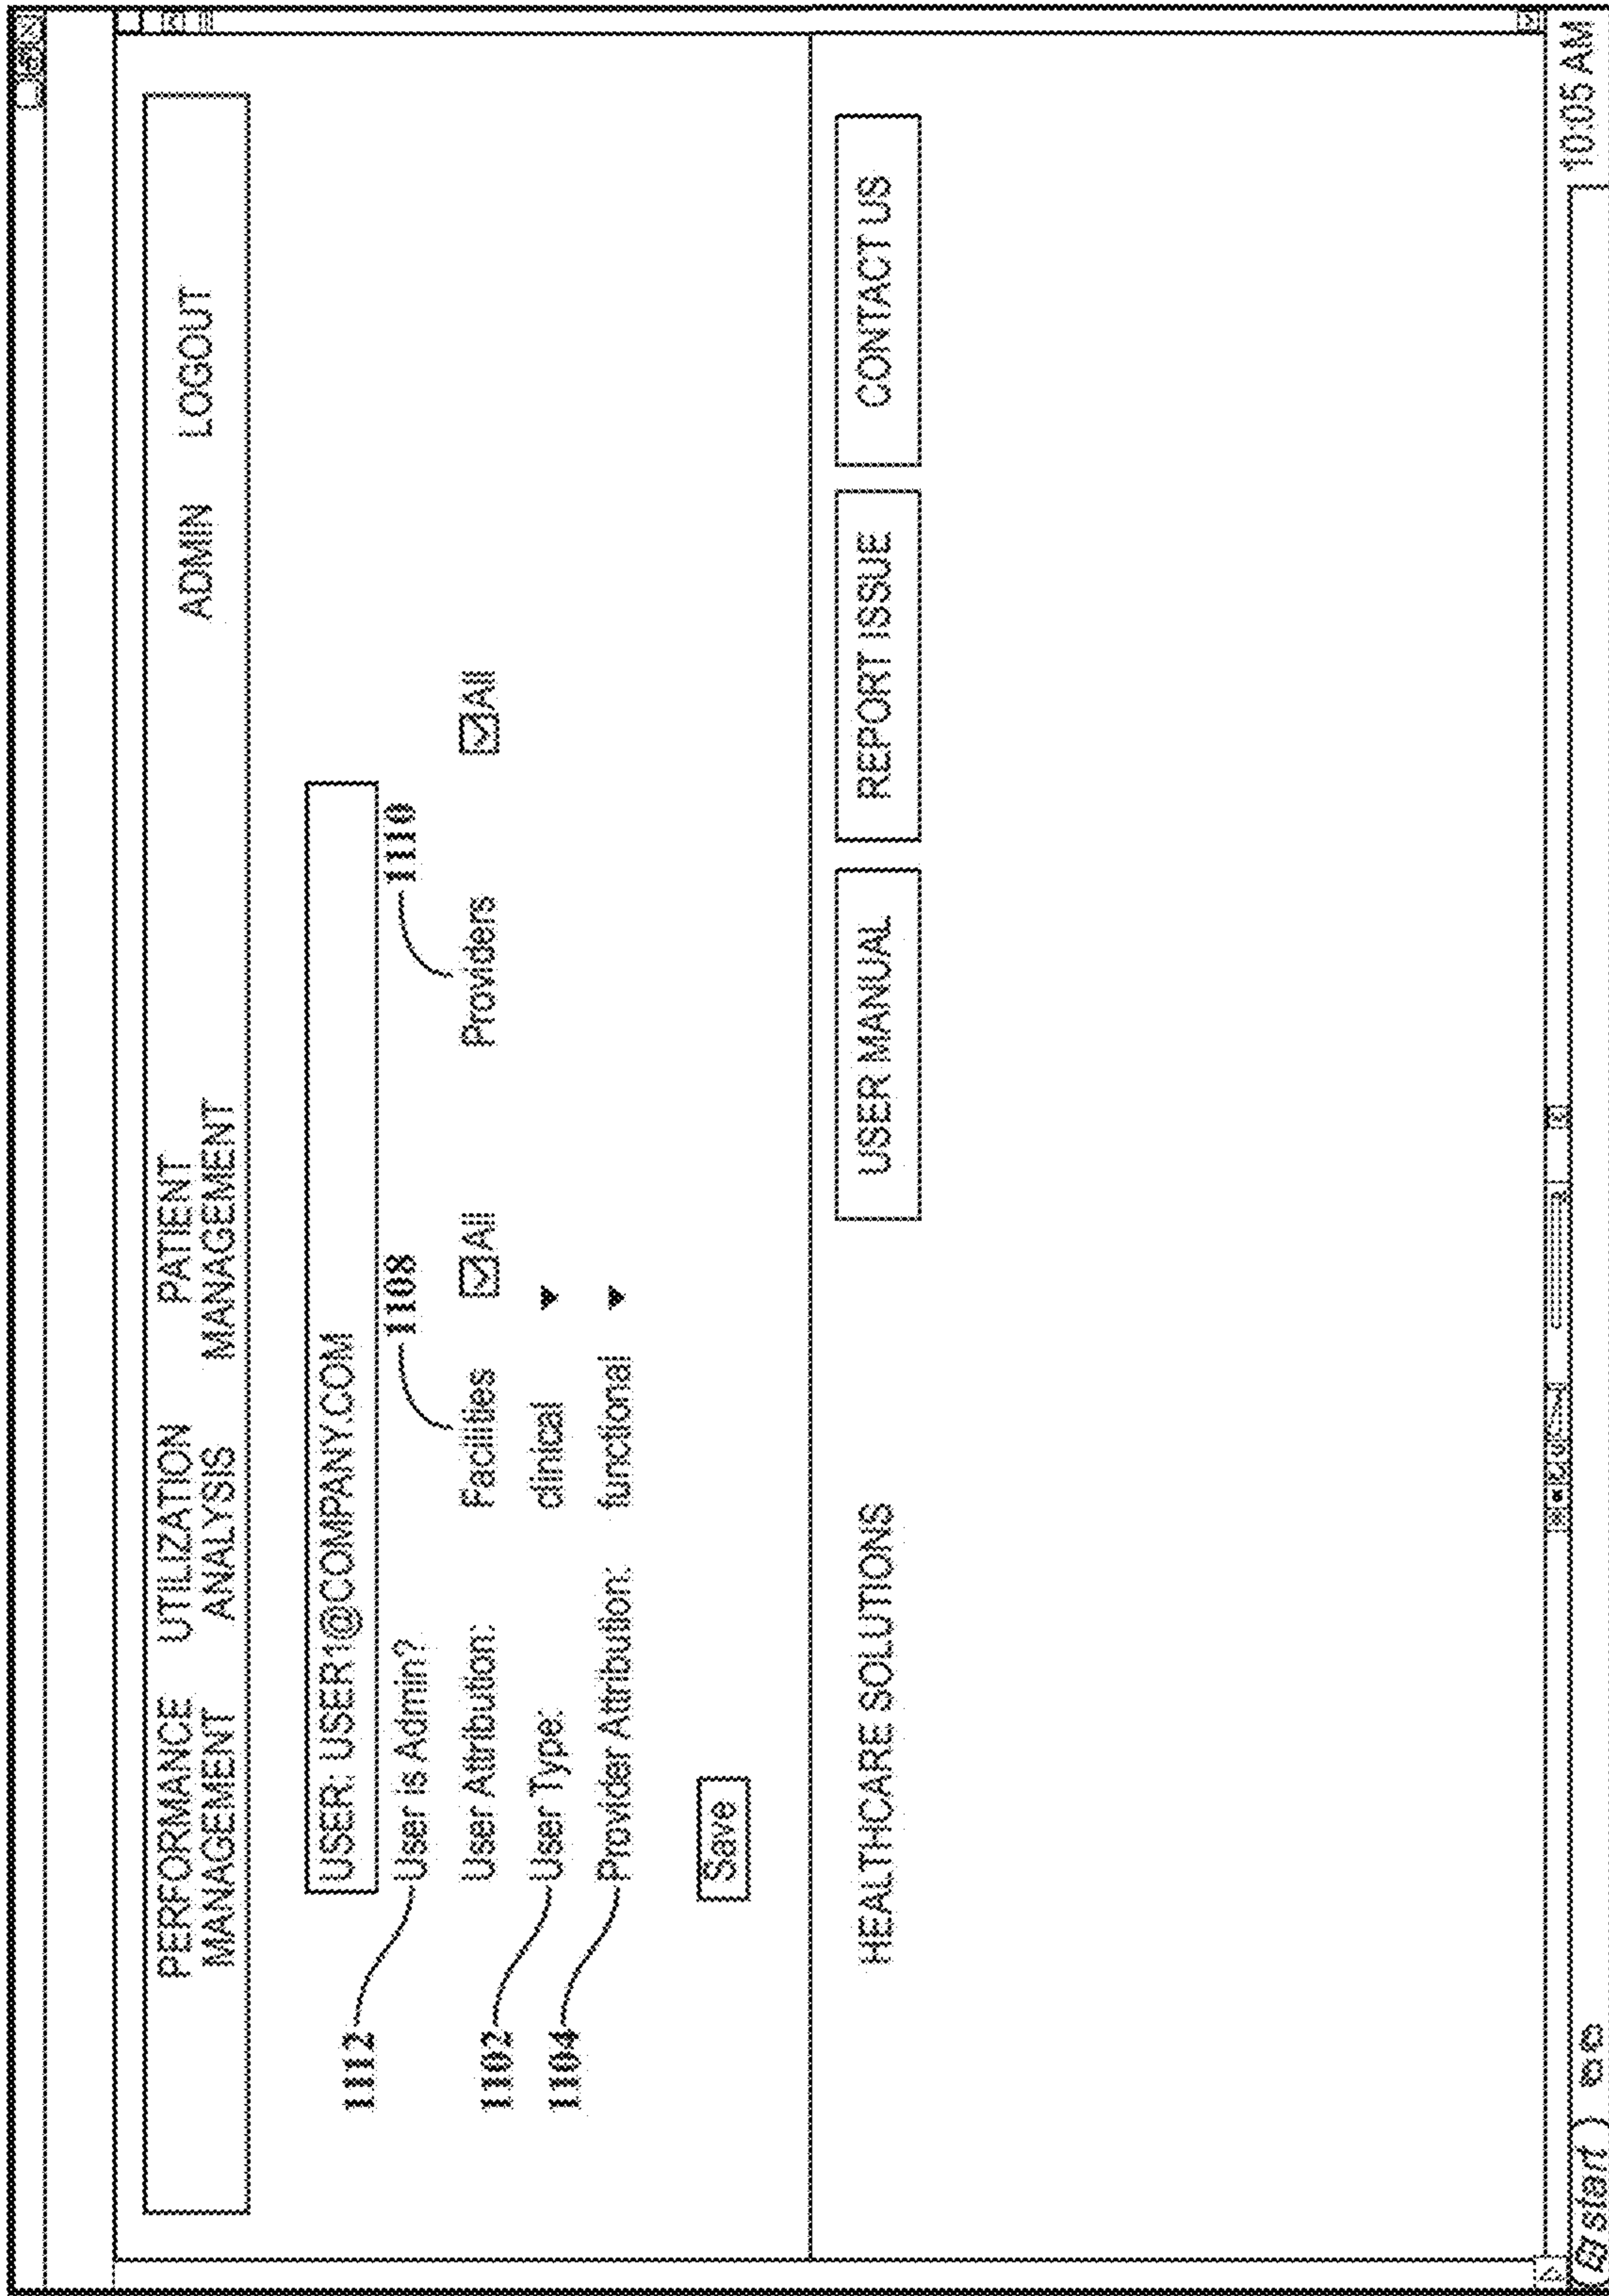 PERFORMANCE MANAGEMENT
UTILIZATION ANALYSIS
PATIENT MANAGEMENT
ADMIN
LOGOUT
USER: USER1@COMPANY.COM
1112
User is Admin?
1108
1110
User Attribution:
Facilities
All
Providers
All
1102
User Type:
clinical
1104
Provider Attribution:
functional
Save
HEALTHCARE SOLUTIONS
USER MANUAL
REPORT ISSUE
CONTACT US
start
10:05 AM